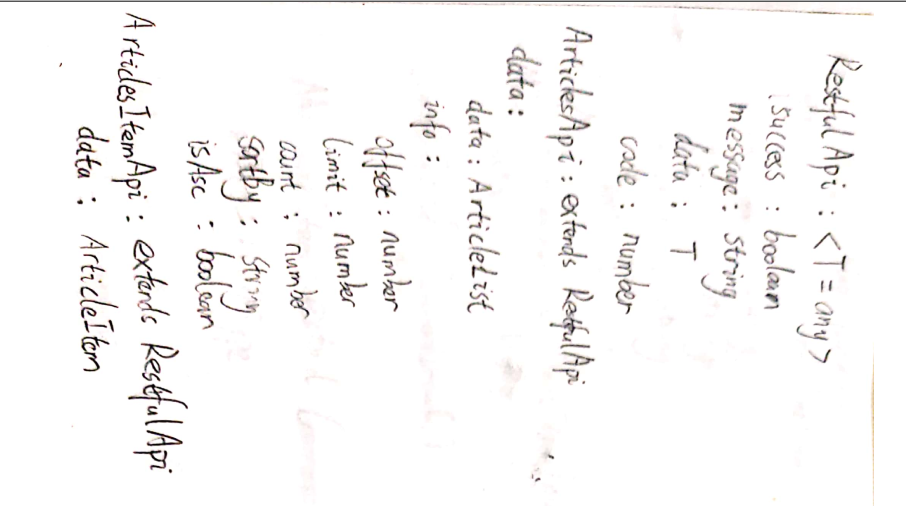 RestfulApi : <T = any>
success : boolean
message : string
data : T
code : number
ArticlesApi : extends RestfulApi
data :
data : ArticleList
info :
offset : number
limit : number
count : number
sortby : string
isAsc : boolean
ArticlesItemApi : extends RestfulApi
data : ArticleItem